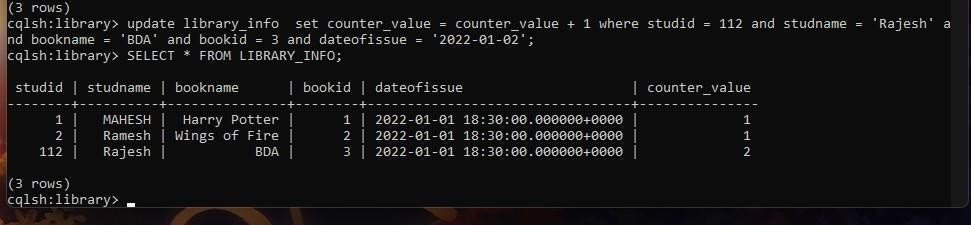 (3 rows)
cqlsh:library> update library_info  set counter_value = counter_value + 1 where studid = 112 and studname = 'Rajesh' a
nd bookname = 'BDA' and bookid = 3 and dateofissue = '2022-01-02';
cqlsh:library> SELECT * FROM LIBRARY_INFO;
 studid | studname | bookname       | bookid | dateofissue                     | counter_value
--------+----------+----------------+--------+---------------------------------+---------------
      1 |   MAHESH |   Harry Potter |      1 | 2022-01-01 18:30:00.000000+0000 |             1
      2 |   Ramesh | Wings of Fire |      2 | 2022-01-01 18:30:00.000000+0000 |             1
    112 |   Rajesh |            BDA |      3 | 2022-01-01 18:30:00.000000+0000 |             2
(3 rows)
cqlsh:library>